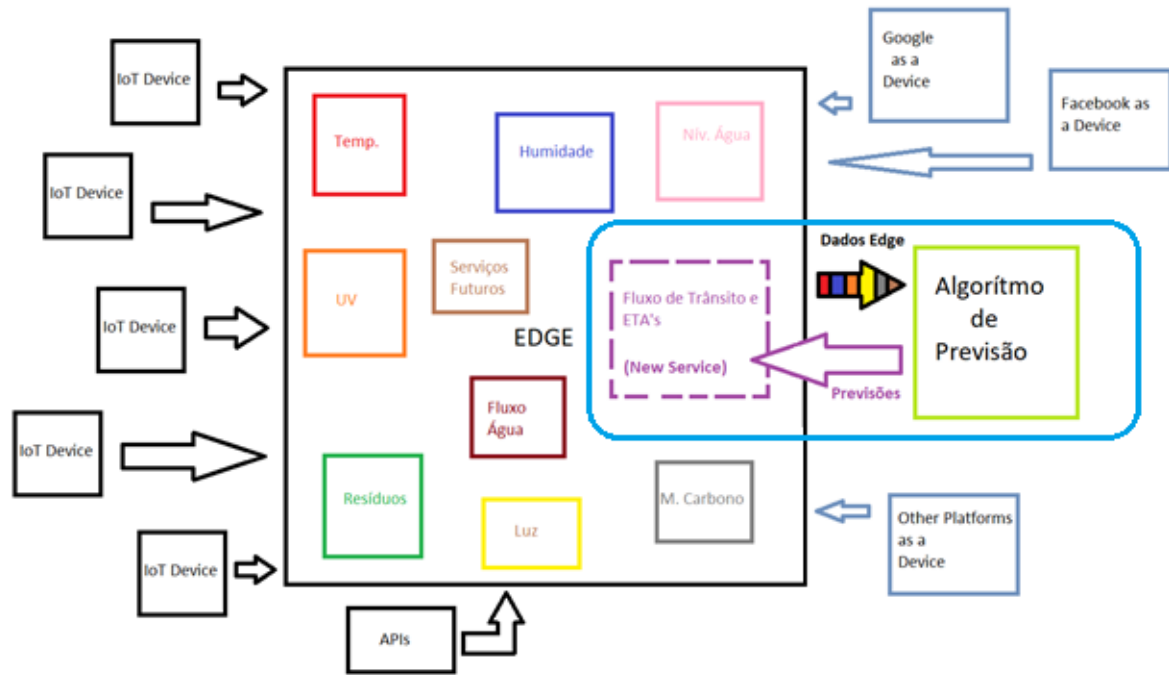 IoT Device
IoT Device
IoT Device
IoT Device
IoT Device
Temp.
Humidade
Nív. Água
UV
Serviços
Futuros
EDGE
Fluxo de Trânsito e
ETA's
(New Service)
Fluxo
Água
Resíduos
Luz
M. Carbono
APIs
Google
as a
Device
Facebook as
a Device
Dados Edge
Algorítmo
de
Previsão
Previsões
Other Platforms
as a
Device